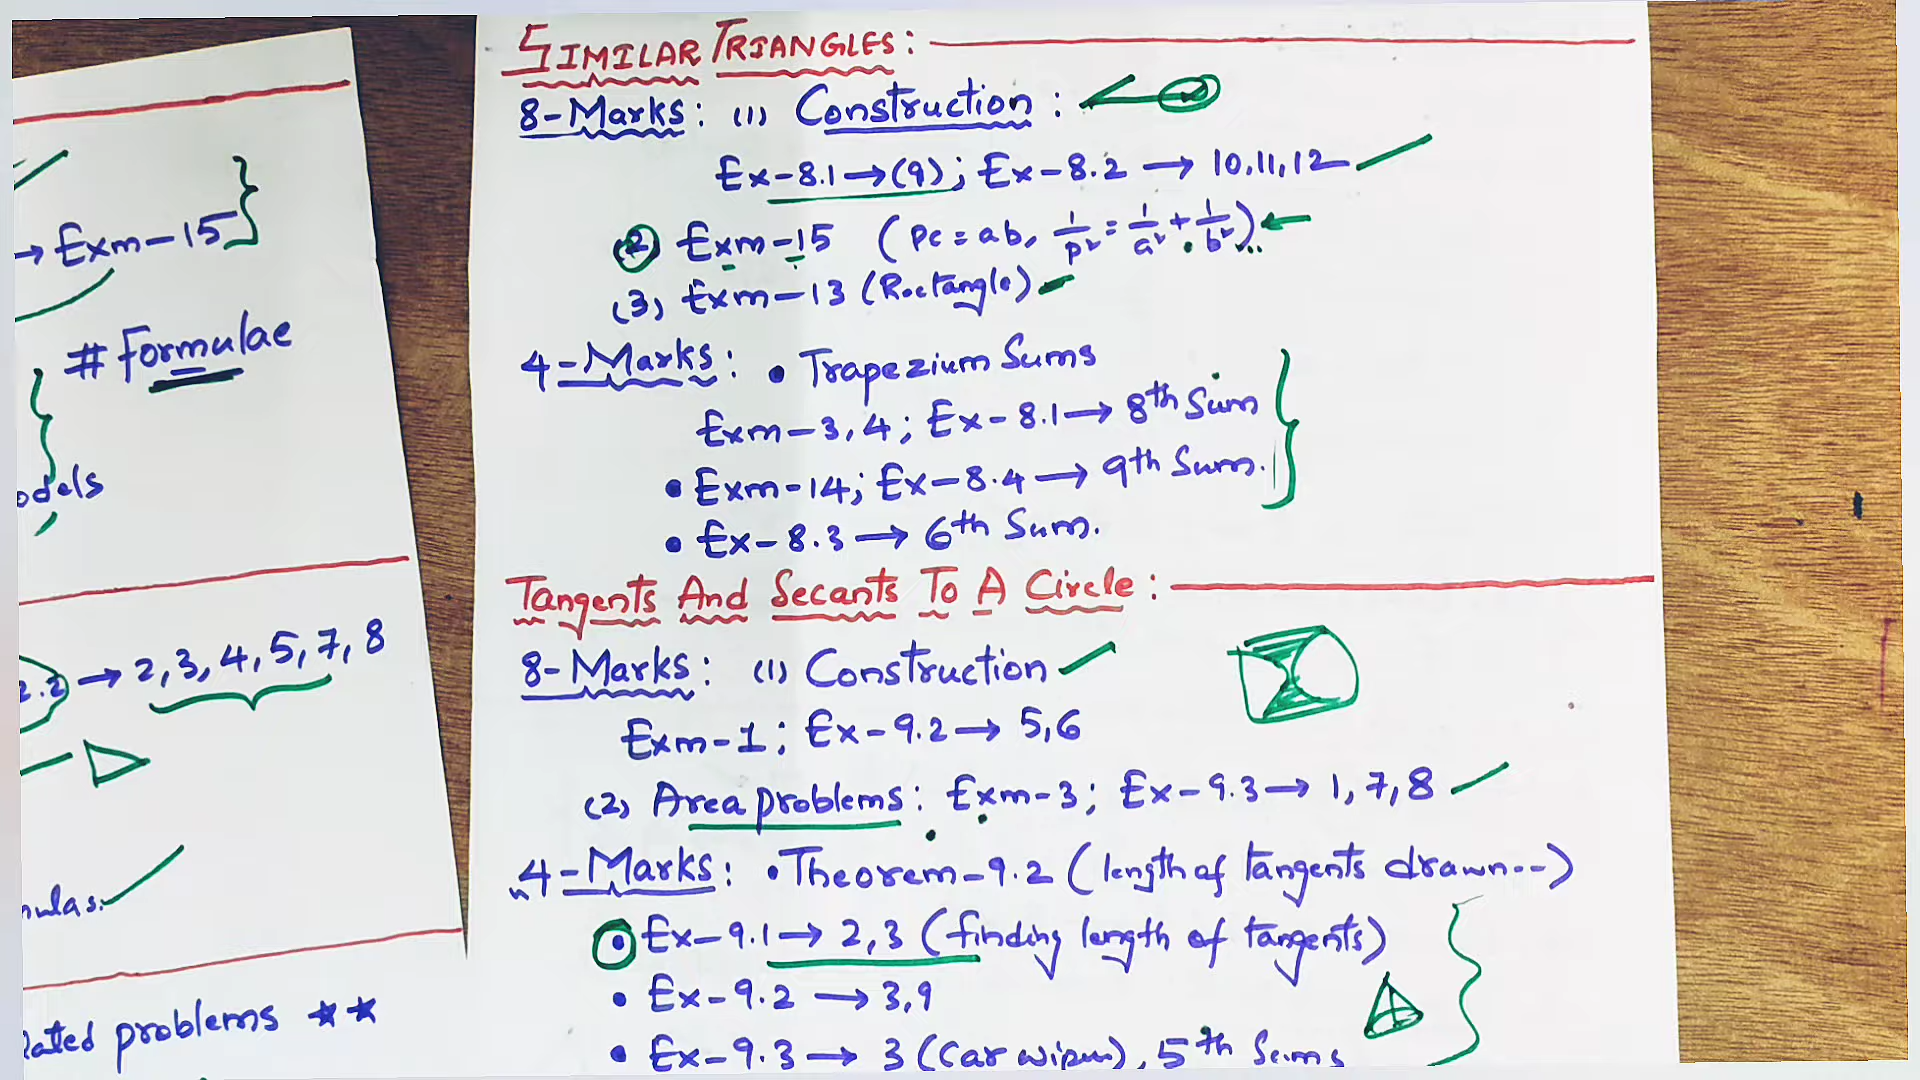 → Exm-15
# Formulae
odels
2.2 → 2, 3, 4, 5, 7, 8
nulas.
lated problems ★★
SIMILAR TRIANGLES:
8-Marks: (1) Construction:
Ex-8.1→(9); Ex-8.2 → 10,11,12
(2) Exm-15 (pc = ab, 1/p² = 1/a² + 1/b²)
(3) Exm-13 (Rectangle)
4-Marks: • Trapezium Sums
Exm-3,4; Ex-8.1→ 8th Sum
• Exm-14; Ex-8.4→ 9th Sum.
• Ex-8.3→ 6th Sum.
Tangents And Secants To A Circle:
8-Marks: (1) Construction
Exm-1; Ex-9.2→ 5,6
(2) Area problems: Exm-3; Ex-9.3→ 1,7,8
4-Marks: • Theorem-9.2 (length of tangents drawn--)
• Ex-9.1→ 2,3 (finding length of tangents)
• Ex-9.2 → 3,9
• Ex-9.3 → 3 (Car wiper), 5th Sums